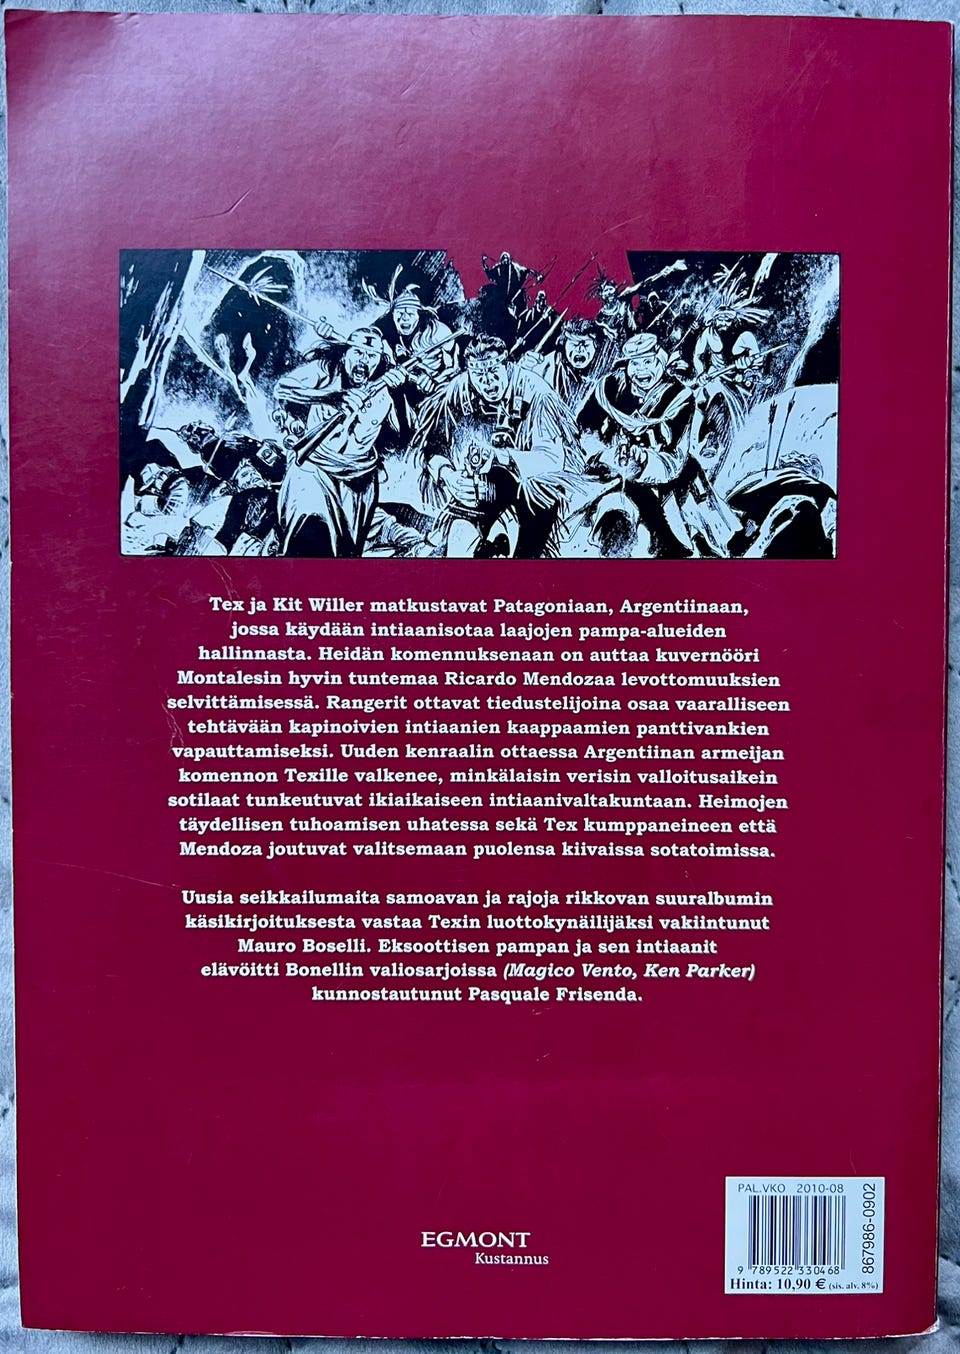 Tex ja Kit Willer matkustavat Patagoniaan, Argentiinaan,
jossa käydään intiaanisotaa laajojen pampa-alueiden
hallinnasta. Heidän komennuksenaan on auttaa kuvernööri
Montalesin hyvin tuntemaa Ricardo Mendozaa levottomuuksien
selvittämisessä. Rangerit ottavat tiedustelijoina osaa vaaralliseen
tehtävään kapinoivien intiaanien kaappaamien panttivankien
vapauttamiseksi. Uuden kenraalin ottaessa Argentiinan armeijan
komennon Texille valkenee, minkälaisin verisin valloitusaikein
sotilaat tunkeutuvat ikiaikaiseen intiaanivaltakuntaan. Heimojen
täydellisen tuhoamisen uhatessa sekä Tex kumppaneineen että
Mendoza joutuvat valitsemaan puolensa kiivaissa sotatoimissa.
Uusia seikkailumaita samoavan ja rajoja rikkovan suuralbumin
käsikirjoituksesta vastaa Texin luottokynäilijäksi vakiintunut
Mauro Boselli. Eksoottisen pampan ja sen intiaanit
elävöitti Bonellin valiosarjoissa (Magico Vento, Ken Parker)
kunnostautunut Pasquale Frisenda.
EGMONT
Kustannus
PAL.VKO 2010-08
867986-0902
9 789522 330468
Hinta: 10,90 € (sis. alv. 8%)